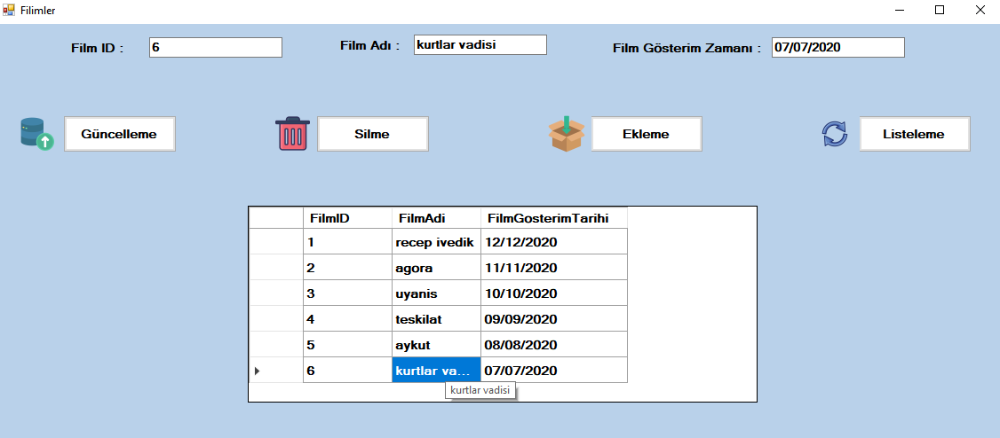 Filimler
Film ID : 6 Film Adı : kurtlar vadisi Film Gösterim Zamanı : 07/07/2020
Güncelleme Silme Ekleme Listeleme
FilmID FilmAdi FilmGosterimTarihi
1 recep ivedik 12/12/2020
2 agora 11/11/2020
3 uyanis 10/10/2020
4 teskilat 09/09/2020
5 aykut 08/08/2020
6 kurtlar va... 07/07/2020
kurtlar vadisi